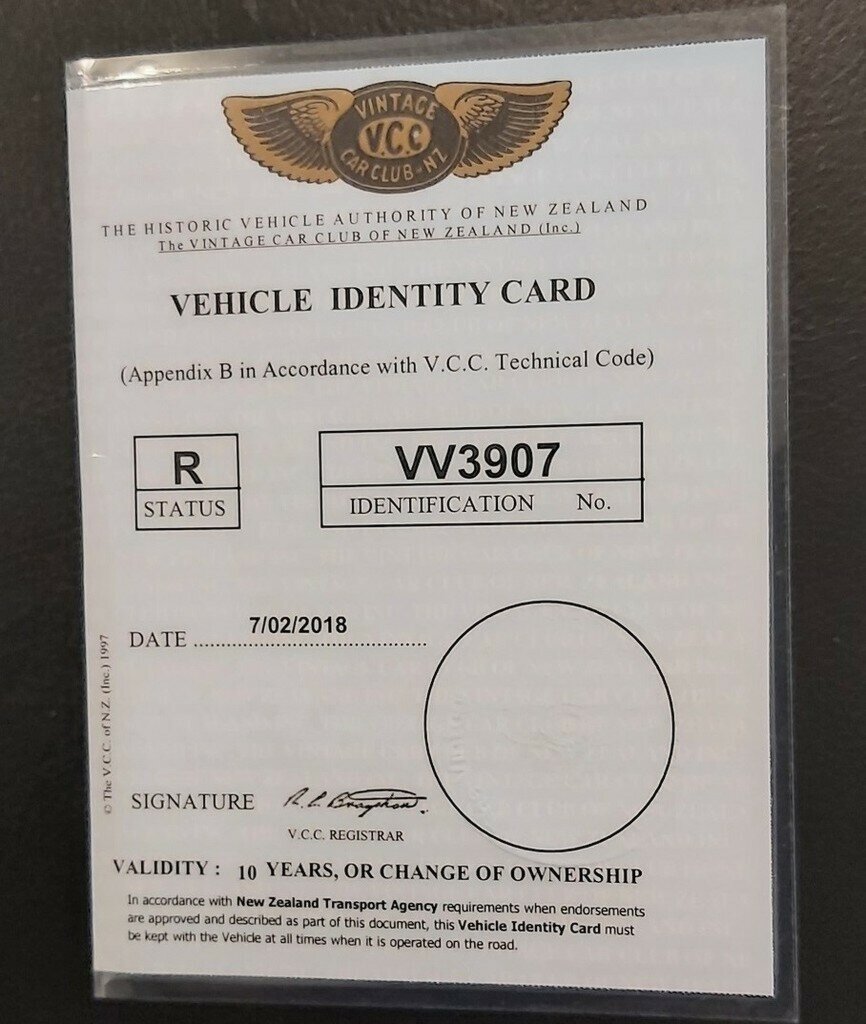 VINTAGE
V.C.C
CAR CLUB - NZ
THE HISTORIC VEHICLE AUTHORITY OF NEW ZEALAND
The VINTAGE CAR CLUB OF NEW ZEALAND (Inc.)
VEHICLE IDENTITY CARD
(Appendix B in Accordance with V.C.C. Technical Code)
R
STATUS
VV3907
IDENTIFICATION No.
DATE 7/02/2018
© The V.C.C. of N.Z. (Inc.) 1997
SIGNATURE
V.C.C. REGISTRAR
VALIDITY : 10 YEARS, OR CHANGE OF OWNERSHIP
In accordance with New Zealand Transport Agency requirements when endorsements
are approved and described as part of this document, this Vehicle Identity Card must
be kept with the Vehicle at all times when it is operated on the road.